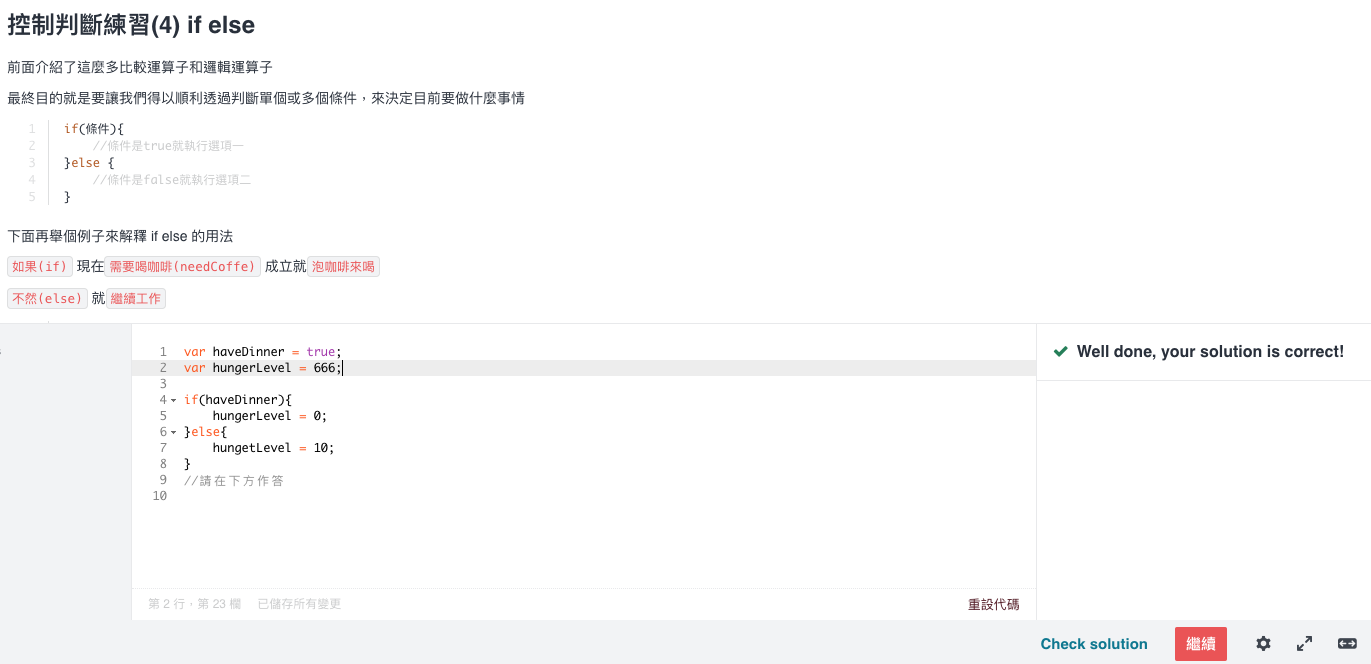 控制判斷練習(4) if else
前面介紹了這麼多比較運算子和邏輯運算子
最終目的就是要讓我們得以順利透過判斷單個或多個條件，來決定目前要做什麼事情
1 if(條件){
2 //條件是true就執行選項一
3 }else {
4 //條件是false就執行選項二
5 }
下面再舉個例子來解釋 if else 的用法
如果(if) 現在 需要喝咖啡(needCoffe) 成立就 泡咖啡來喝
不然(else) 就 繼續工作
1 var haveDinner = true;
2 var hungerLevel = 666;
3
4 if(haveDinner){
5 hungerLevel = 0;
6 }else{
7 hungetLevel = 10;
8 }
9 //請在下方作答
10
Well done, your solution is correct!
第 2 行，第 23 欄 已儲存所有變更
重設代碼
Check solution 繼續